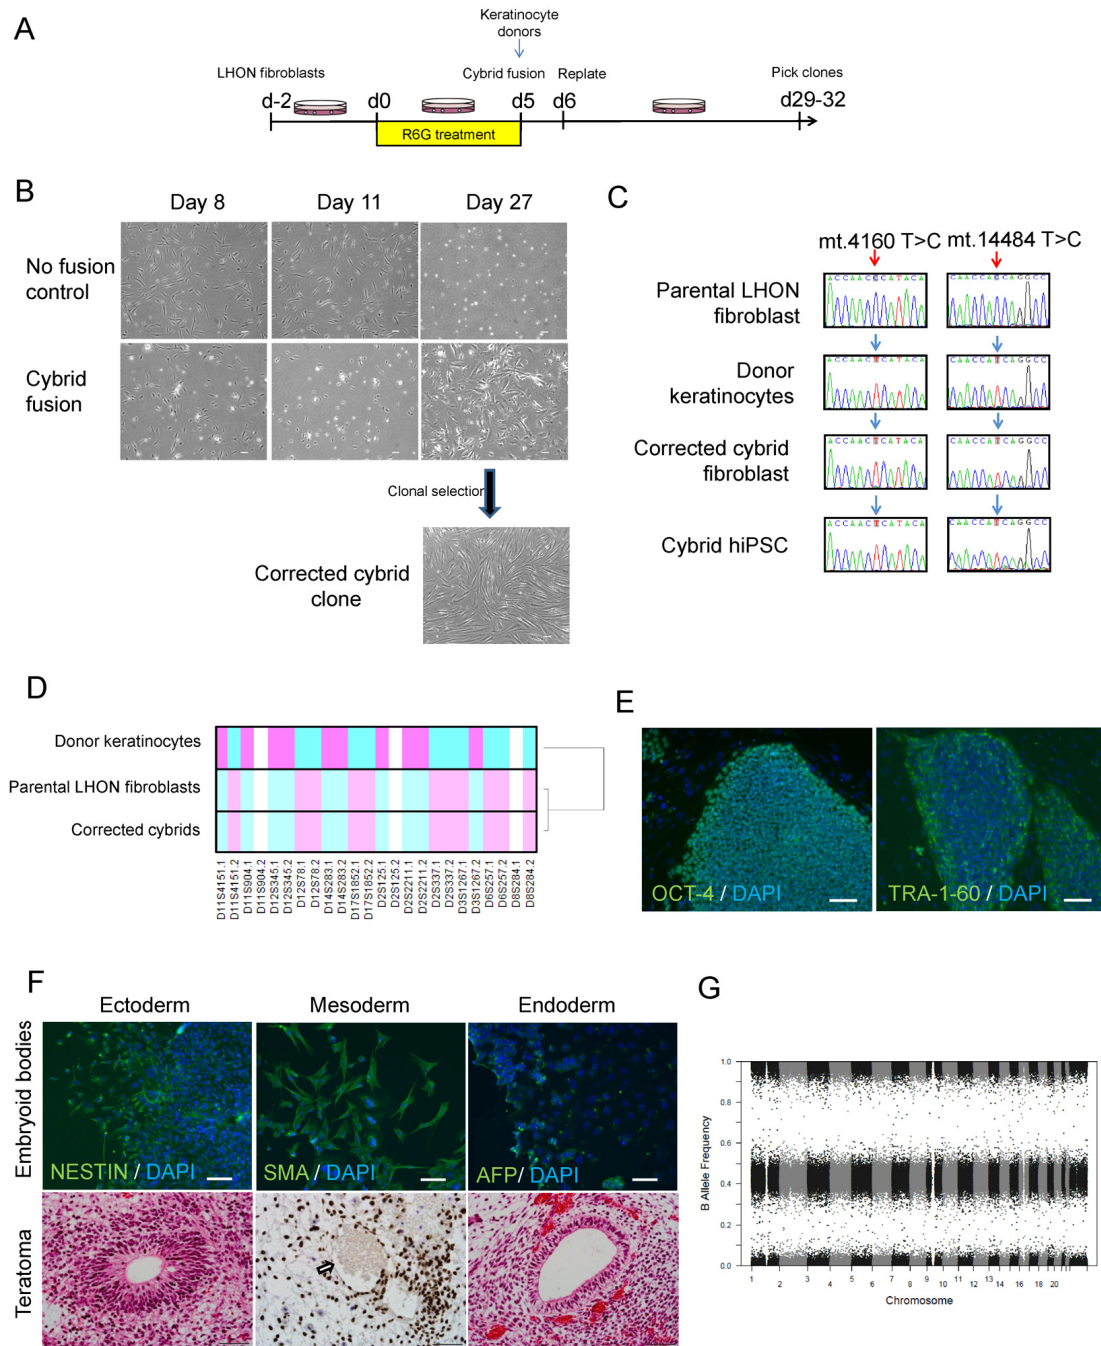 A
Keratinocyte
donors
LHON fibroblasts
Cybrid fusion
Replate
Pick clones
d-2
d0
d5
d6
d29-32
R6G treatment
B
Day 8
Day 11
Day 27
No fusion
control
Cybrid
fusion
Clonal selection
Corrected cybrid
clone
C
mt.4160 T>C
mt.14484 T>C
Parental LHON
fibroblast
ACCAACCCATACA
CAACCACCAGGCC
Donor
keratinocytes
ACCAACTCATACA
CAACCATCAGGCC
Corrected cybrid
fibroblast
ACCAACTCATACA
CAACCATCAGGCC
Cybrid hiPSC
ACCAACTCATACA
CAACCATCAGGCC
D
Donor keratinocytes
Parental LHON fibroblasts
Corrected cybrids
D11S4151.1
D11S4151.2
D11S904.1
D11S904.2
D12S345.1
D12S345.2
D12S78.1
D12S78.2
D14S283.1
D14S283.2
D17S1852.1
D17S1852.2
D2S125.1
D2S125.2
D2S2211.1
D2S2211.2
D2S337.1
D2S337.2
D3S1267.1
D3S1267.2
D6S257.1
D6S257.2
D8S284.1
D8S284.2
E
OCT-4 / DAPI
TRA-1-60 / DAPI
F
Ectoderm
Mesoderm
Endoderm
Embryoid bodies
NESTIN / DAPI
SMA / DAPI
AFP / DAPI
Teratoma
G
B Allele Frequency
1.0
0.8
0.6
0.4
0.2
0.0
1 2 3 4 5 6 7 8 9 10 11 12 13 14 16 18 20
Chromosome